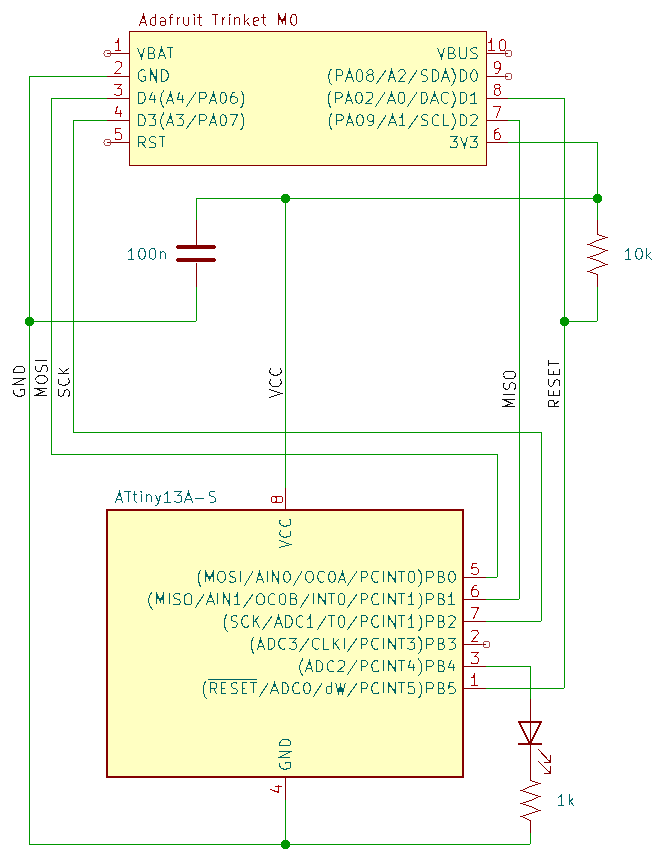 Adafruit Trinket M0
1 VBAT VBUS 10
2 GND (PA08/A2/SDA)D0 9
3 D4(A4/PA06) (PA02/A0/DAC)D1 8
4 D3(A3/PA07) (PA09/A1/SCL)D2 7
5 RST 3V3 6
100n 10k
GND MOSI SCK VCC MISO RESET
ATtiny13A-S 8
VCC
(MOSI/AIN0/OC0A/PCINT0)PB0 5
(MISO/AIN1/OC0B/INT0/PCINT1)PB1 6
(SCK/ADC1/T0/PCINT1)PB2 7
(ADC3/CLKI/PCINT3)PB3 2
(ADC2/PCINT4)PB4 3
(RESET/ADC0/dW/PCINT5)PB5 1
GND
4
1k